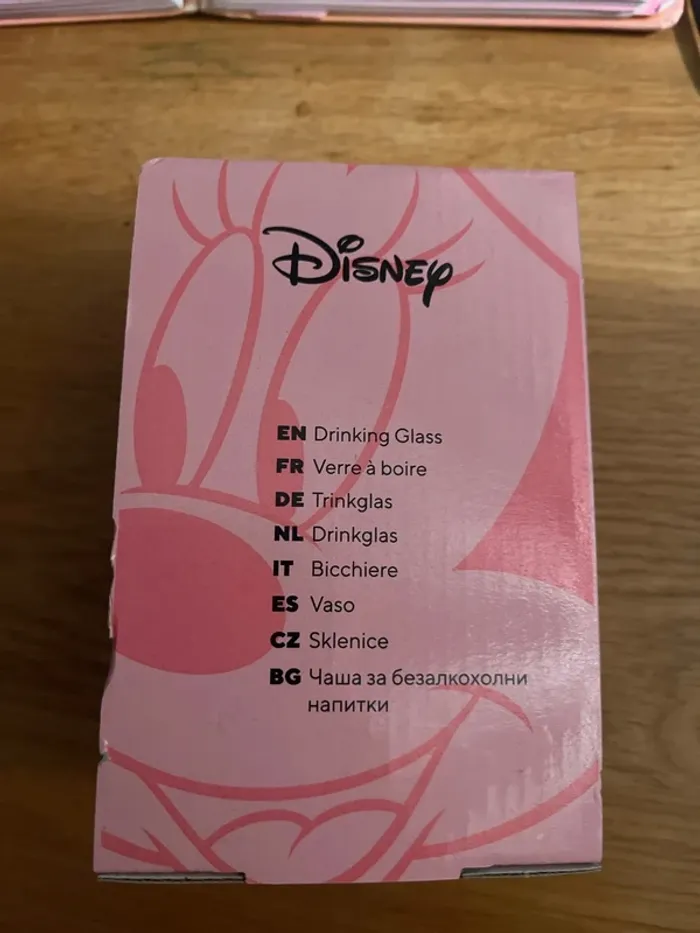 Disney
EN Drinking Glass
FR Verre à boire
DE Trinkglas
NL Drinkglas
IT Bicchiere
ES Vaso
CZ Sklenice
BG Чаша за безалкохолни
напитки